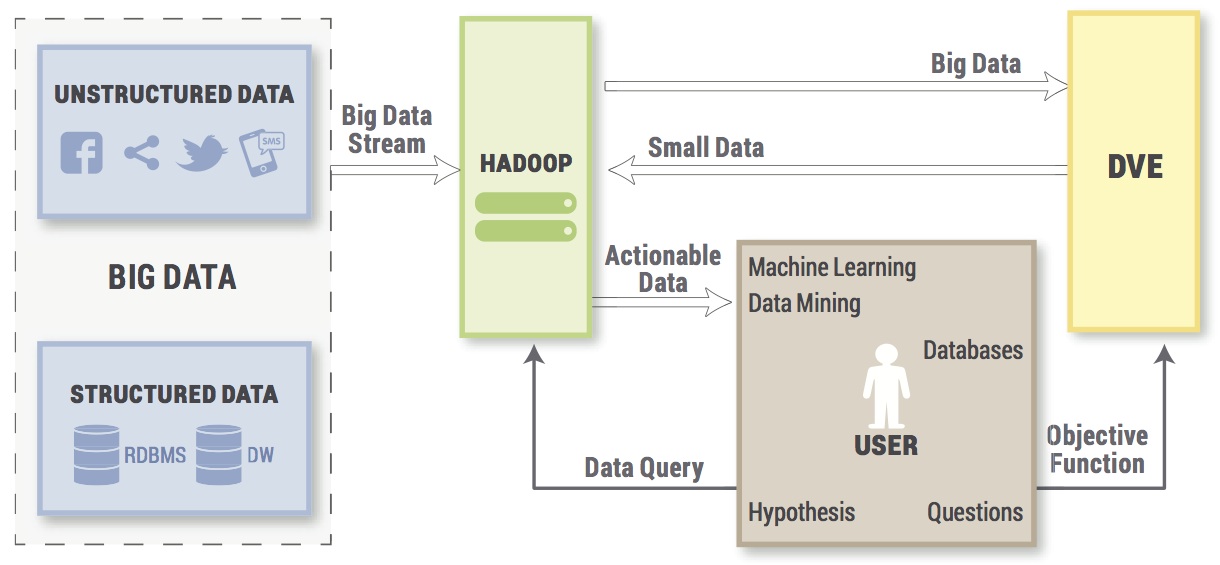 UNSTRUCTURED DATA
f
SMS
BIG DATA
STRUCTURED DATA
RDBMS
DW
Big Data
Stream
HADOOP
Big Data
Small Data
DVE
Actionable
Data
Machine Learning
Data Mining
Databases
USER
Hypothesis
Questions
Data Query
Objective
Function